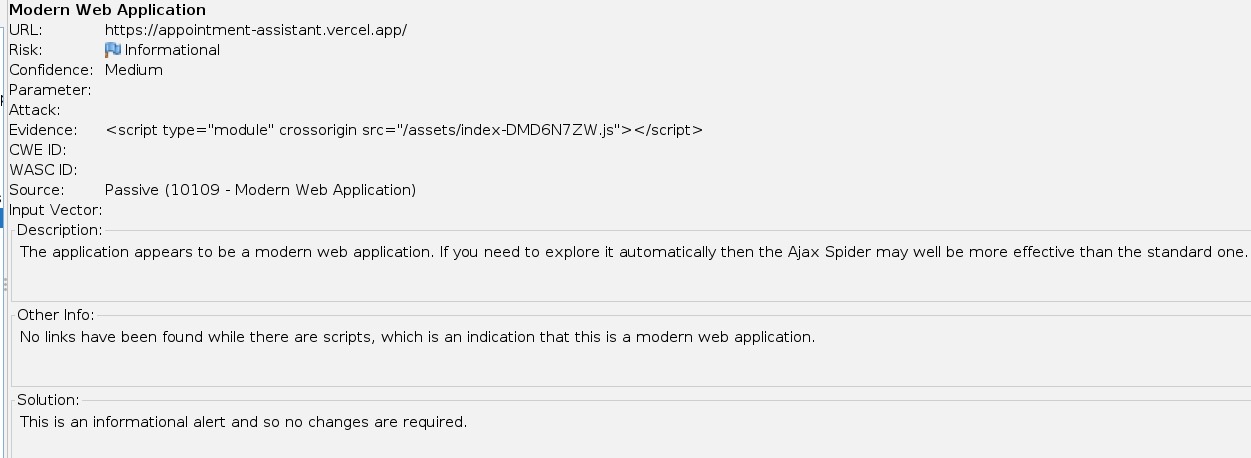 Modern Web Application
URL: https://appointment-assistant.vercel.app/
Risk: Informational
Confidence: Medium
Parameter:
Attack:
Evidence: <script type="module" crossorigin src="/assets/index-DMD6N7ZW.js"></script>
CWE ID:
WASC ID:
Source: Passive (10109 - Modern Web Application)
Input Vector:
Description:
The application appears to be a modern web application. If you need to explore it automatically then the Ajax Spider may well be more effective than the standard one.
Other Info:
No links have been found while there are scripts, which is an indication that this is a modern web application.
Solution:
This is an informational alert and so no changes are required.